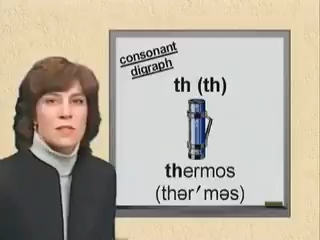 consonant
digraph
th (th)
thermos
(thər′məs)